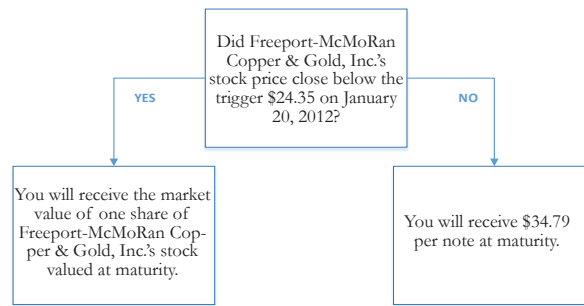 Did Freeport-McMoRan
Copper & Gold, Inc.'s
stock price close below the
trigger $24.35 on January
20, 2012?
YES
NO
You will receive the market
value of one share of
Freeport-McMoRan Cop-
per & Gold, Inc.'s stock
valued at maturity.
You will receive $34.79
per note at maturity.